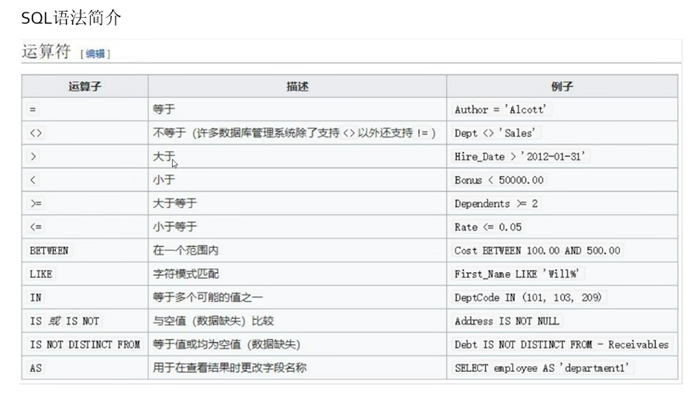 SQL语法简介
运算符 [编辑]
运算子 描述 例子
= 等于 Author = 'Alcott'
<> 不等于（许多数据库管理系统除了支持 <> 以外还支持 != ） Dept <> 'Sales'
> 大于 Hire_Date > '2012-01-31'
< 小于 Bonus < 50000.00
>= 大于等于 Dependents >= 2
<= 小于等于 Rate <= 0.05
BETWEEN 在一个范围内 Cost BETWEEN 100.00 AND 500.00
LIKE 字符模式匹配 First_Name LIKE 'Will%'
IN 等于多个可能的值之一 DeptCode IN (101, 103, 209)
IS 或 IS NOT 与空值（数据缺失）比较 Address IS NOT NULL
IS NOT DISTINCT FROM 等于值或均为空值（数据缺失） Debt IS NOT DISTINCT FROM - Receivables
AS 用于在查看结果时更改字段名称 SELECT employee AS 'department1'